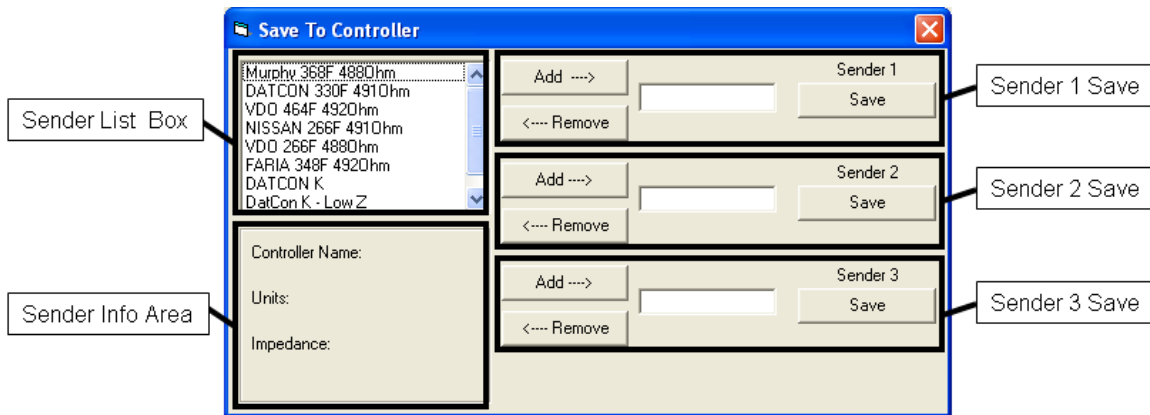 Save To Controller
Sender List Box
Murphy 368F 488Ohm
DATCON 330F 491Ohm
VDO 464F 492Ohm
NISSAN 266F 491Ohm
VDO 266F 488Ohm
FARIA 348F 492Ohm
DATCON K
DatCon K - Low Z
Sender Info Area
Controller Name:
Units:
Impedance:
Add ---->
<---- Remove
Sender 1
Save
Sender 1 Save
Add ---->
<---- Remove
Sender 2
Save
Sender 2 Save
Add ---->
<---- Remove
Sender 3
Save
Sender 3 Save